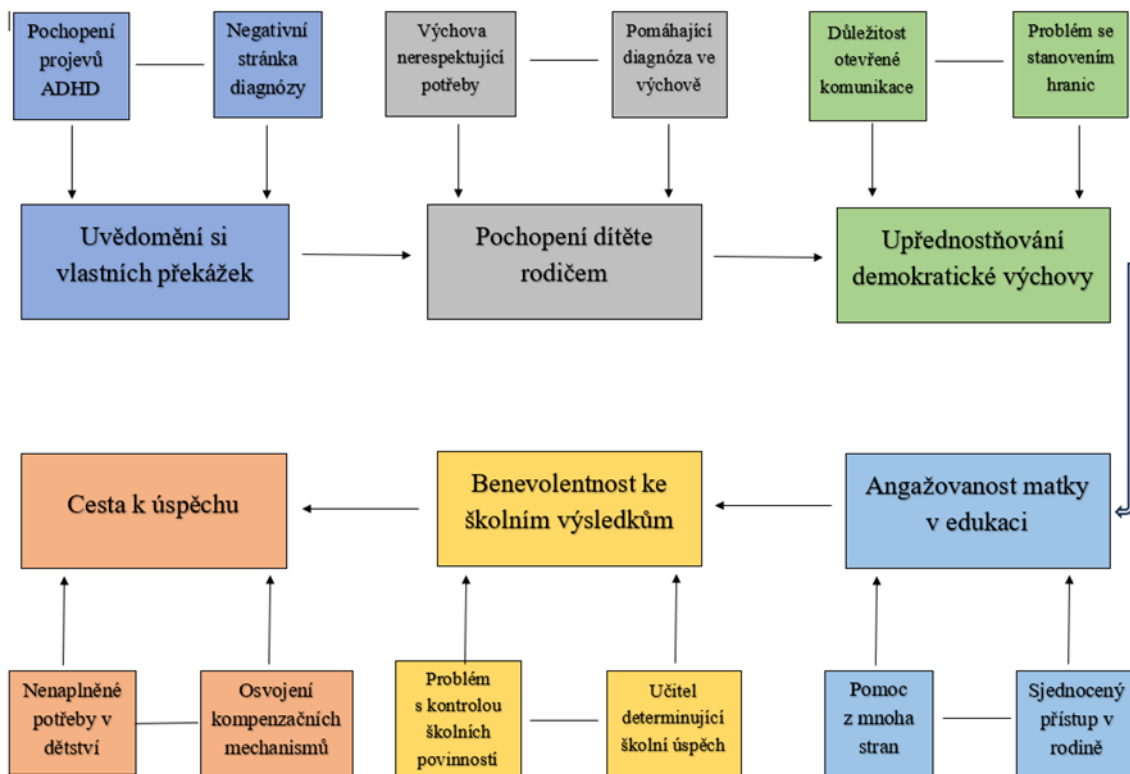 Pochopení
projevů
ADHD
Negativní
stránka
diagnózy
Výchova
nerespektující
potřeby
Pomáhající
diagnóza ve
výchově
Důležitost
otevřené
komunikace
Problém se
stanovením
hranic
Uvědomění si
vlastních překážek
Pochopení dítěte
rodičem
Upřednostňování
demokratické výchovy
Cesta k úspěchu
Benevolentnost ke
školním výsledkům
Angažovanost matky
v edukaci
Nenaplněné
potřeby v
dětství
Osvojení
kompenzačních
mechanismů
Problém
s kontrolou
školních
povinností
Učitel
determinující
školní úspěch
Pomoc
z mnoha
stran
Sjednocený
přístup v
rodině